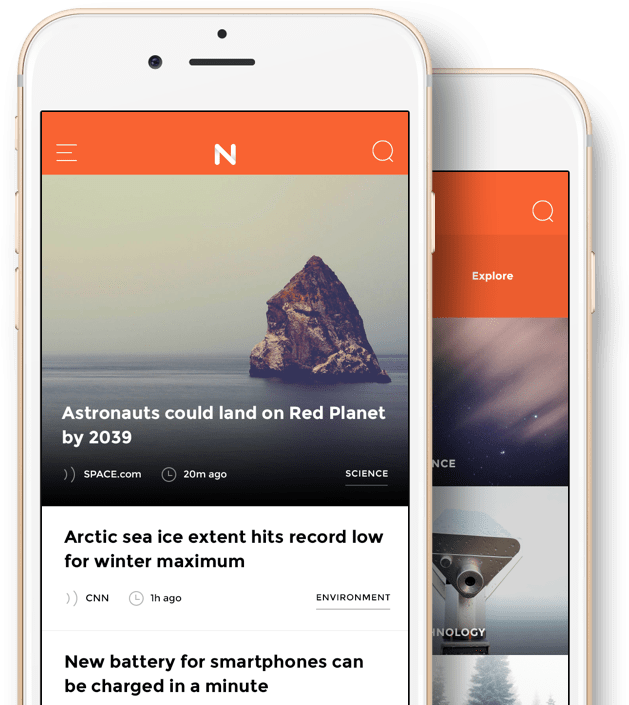 N
Explore
Astronauts could land on Red Planet
by 2039
SPACE.com 20m ago SCIENCE
NCE
Arctic sea ice extent hits record low
for winter maximum
CNN 1h ago ENVIRONMENT
HNOLOGY
New battery for smartphones can
be charged in a minute